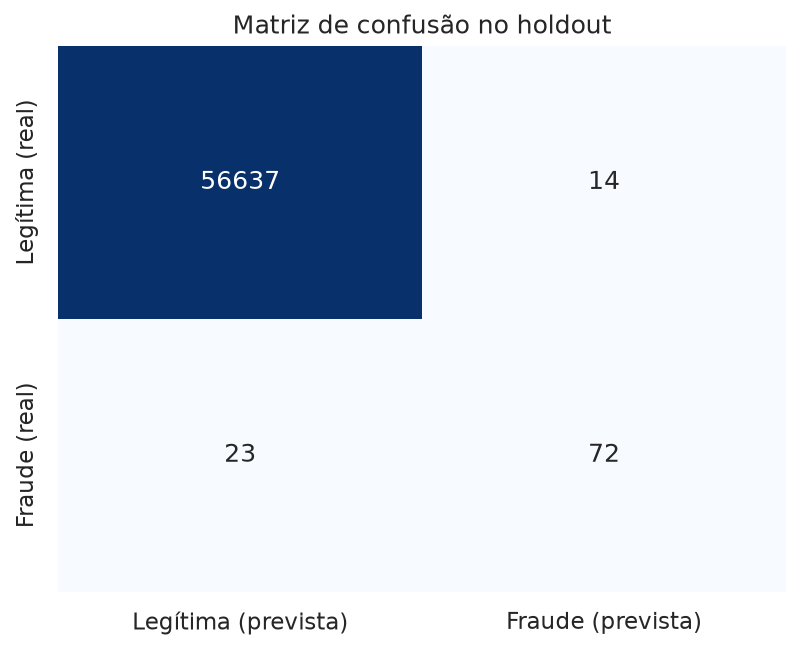 Matriz de confusão no holdout
Legítima (real)
56637
14
Fraude (real)
23
72
Legítima (prevista)
Fraude (prevista)